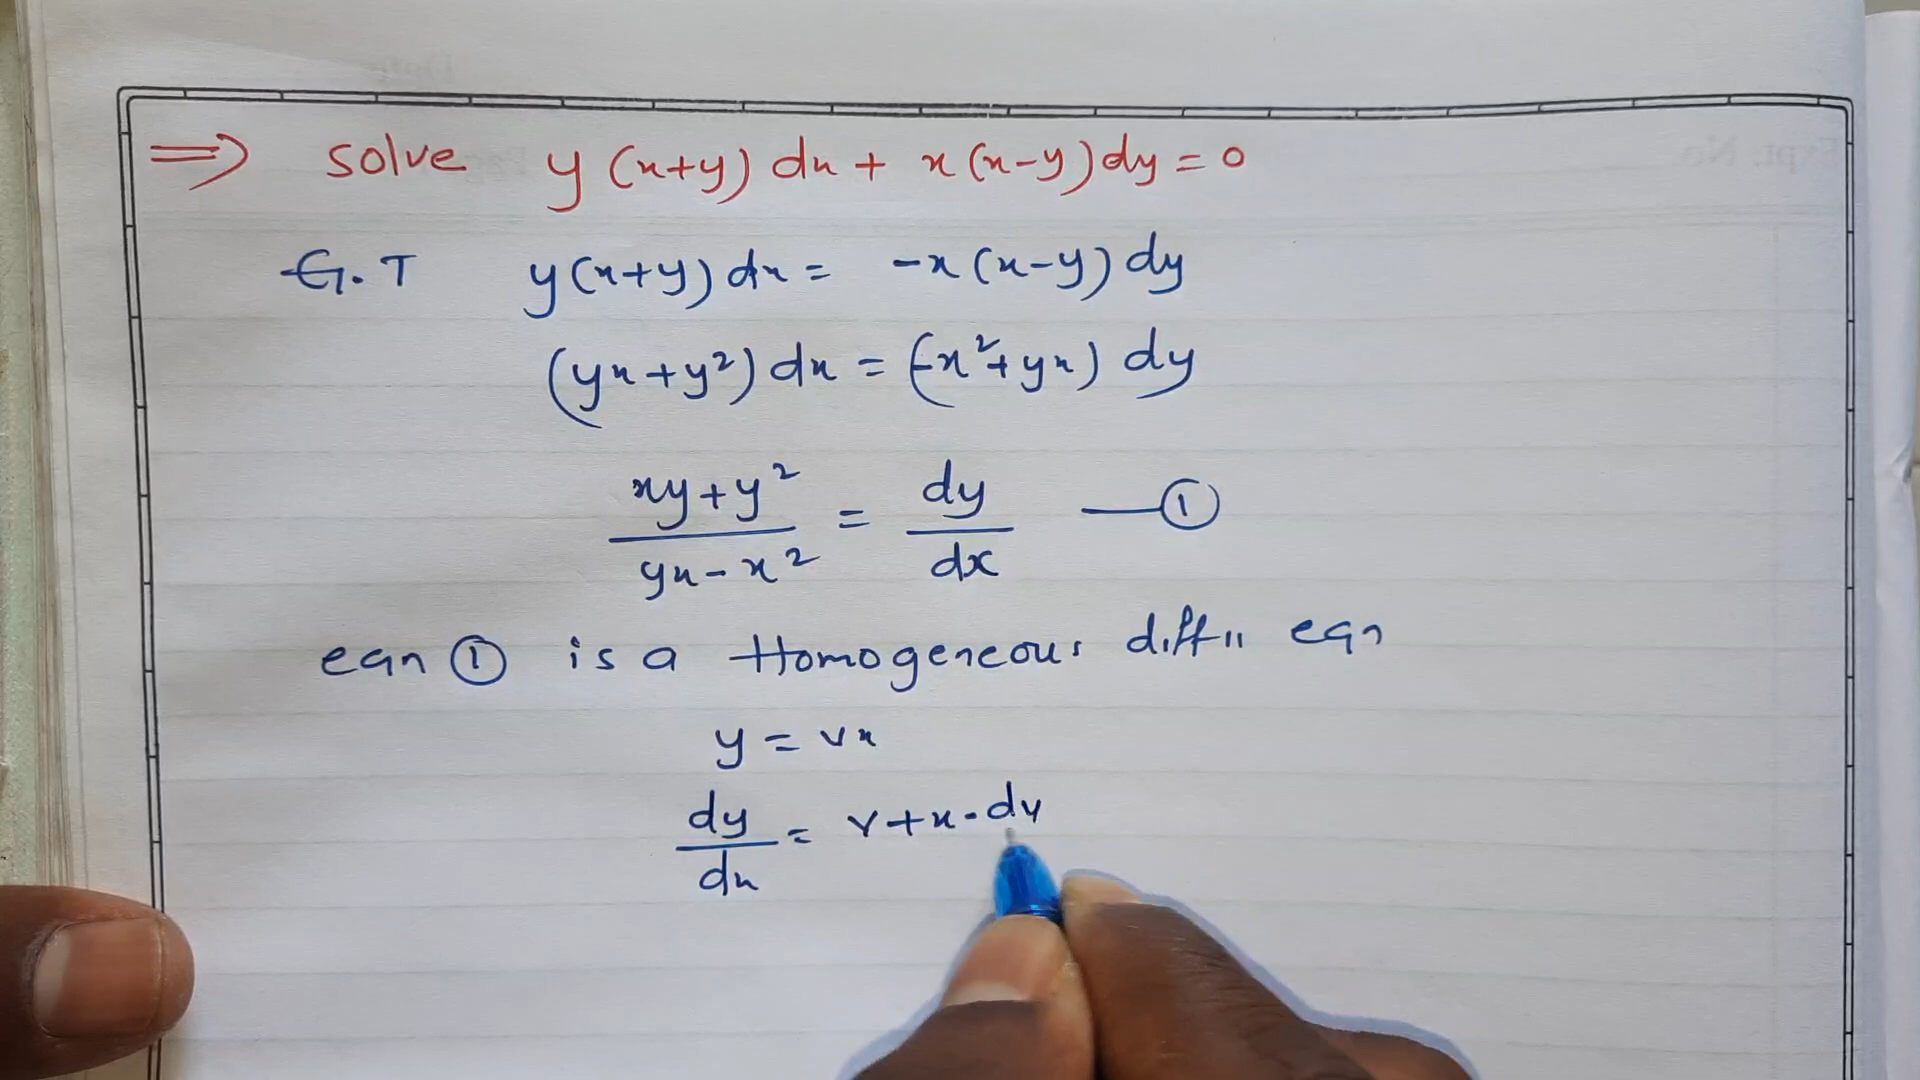 ⇒ solve y (x+y) dx + x (x-y) dy = 0
G.T y(x+y) dx = -x (x-y) dy
(yx + y²) dx = (-x² + yx) dy
xy + y² / yx - x² = dy / dx —①
eqn ① is a Homogeneous diffll eqn
y = vx
dy / dx = v + x . dv